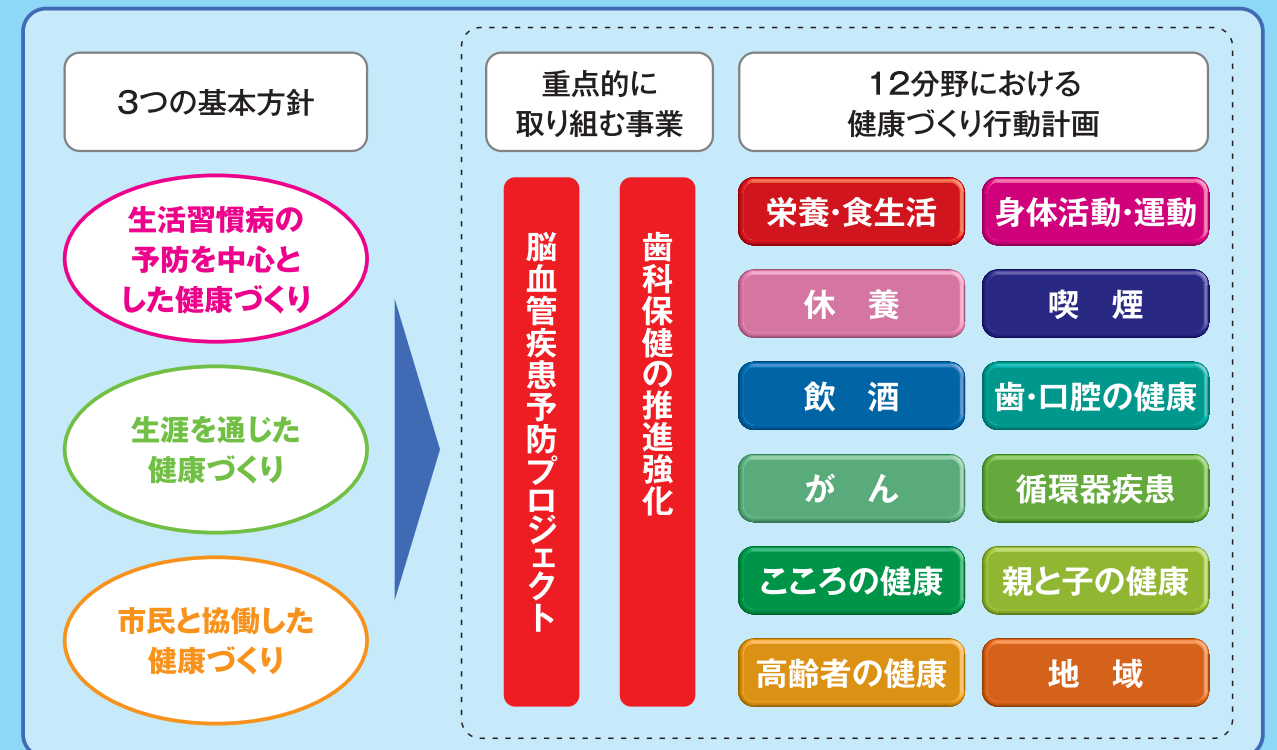 3つの基本方針
生活習慣病の
予防を中心と
した健康づくり
生涯を通じた
健康づくり
市民と協働した
健康づくり
重点的に
取り組む事業
脳血管疾患予防プロジェクト
歯科保健の推進強化
12分野における
健康づくり行動計画
栄養・食生活
身体活動・運動
休　養
喫　煙
飲　酒
歯・口腔の健康
が　ん
循環器疾患
こころの健康
親と子の健康
高齢者の健康
地　域